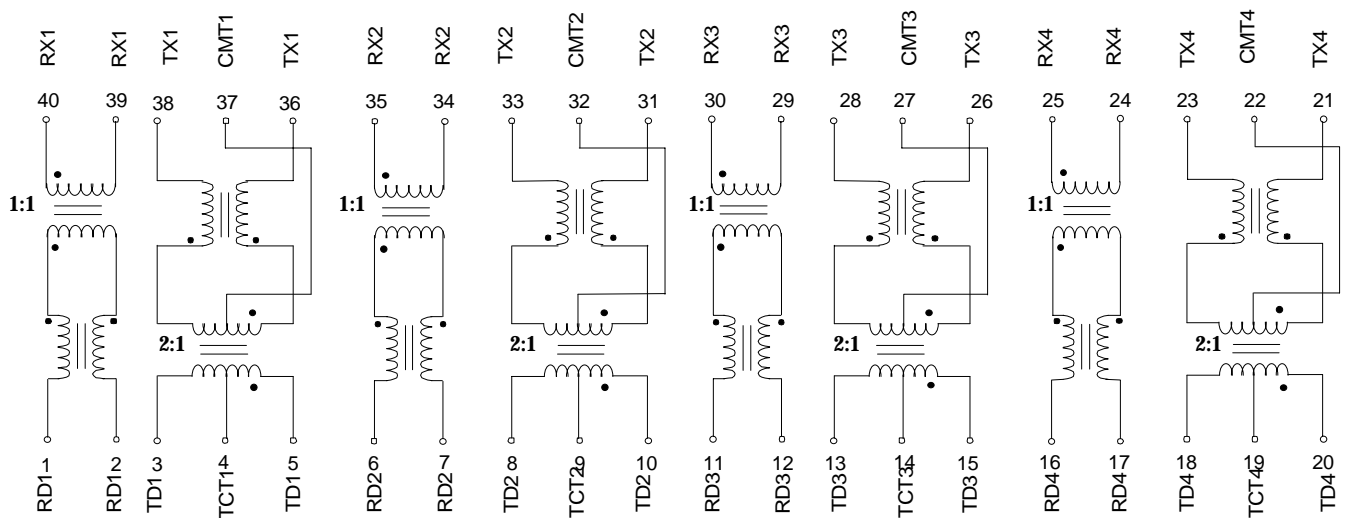 RX1 RX1 TX1 CMT1 TX1 RX2 RX2 TX2 CMT2 TX2 RX3 RX3 TX3 CMT3 TX3 RX4 RX4 TX4 CMT4 TX4
40 39 38 37 36 35 34 33 32 31 30 29 28 27 26 25 24 23 22 21
1:1 1:1 1:1 1:1
2:1 2:1 2:1 2:1
1 2 3 4 5 6 7 8 9 10 11 12 13 14 15 16 17 18 19 20
RD1 RD1 TD1 TCT1 TD1 RD2 RD2 TD2 TCT2 TD2 RD3 RD3 TD3 TCT3 TD3 RD4 RD4 TD4 TCT4 TD4